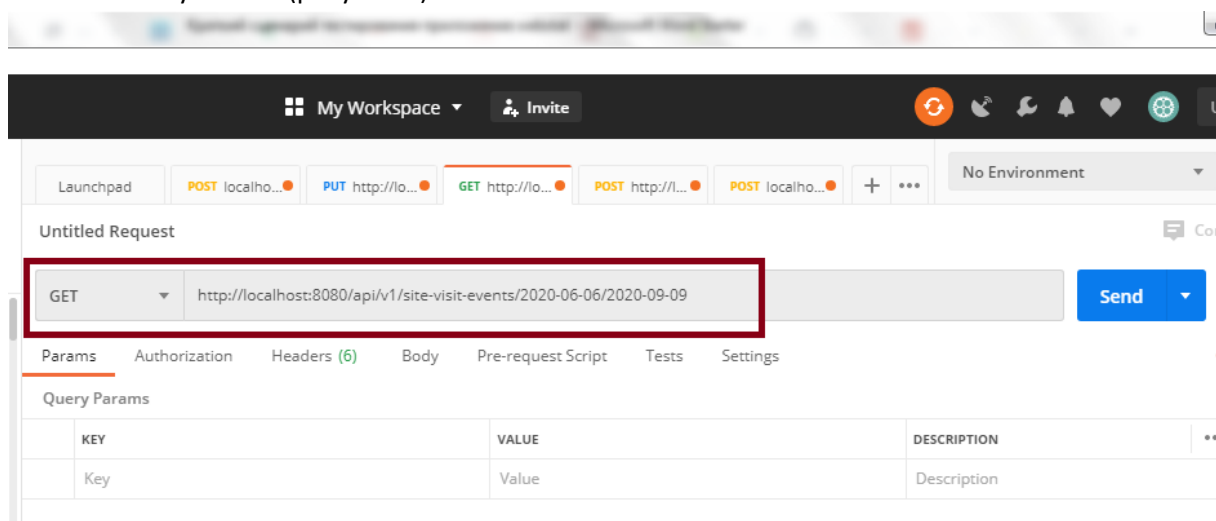 My Workspace Invite
Launchpad POST localho... PUT http://lo... GET http://lo... POST http://l... POST localho... + ••• No Environment
Untitled Request
GET http://localhost:8080/api/v1/site-visit-events/2020-06-06/2020-09-09 Send
Params Authorization Headers (6) Body Pre-request Script Tests Settings
Query Params
KEY VALUE DESCRIPTION
Key Value Description